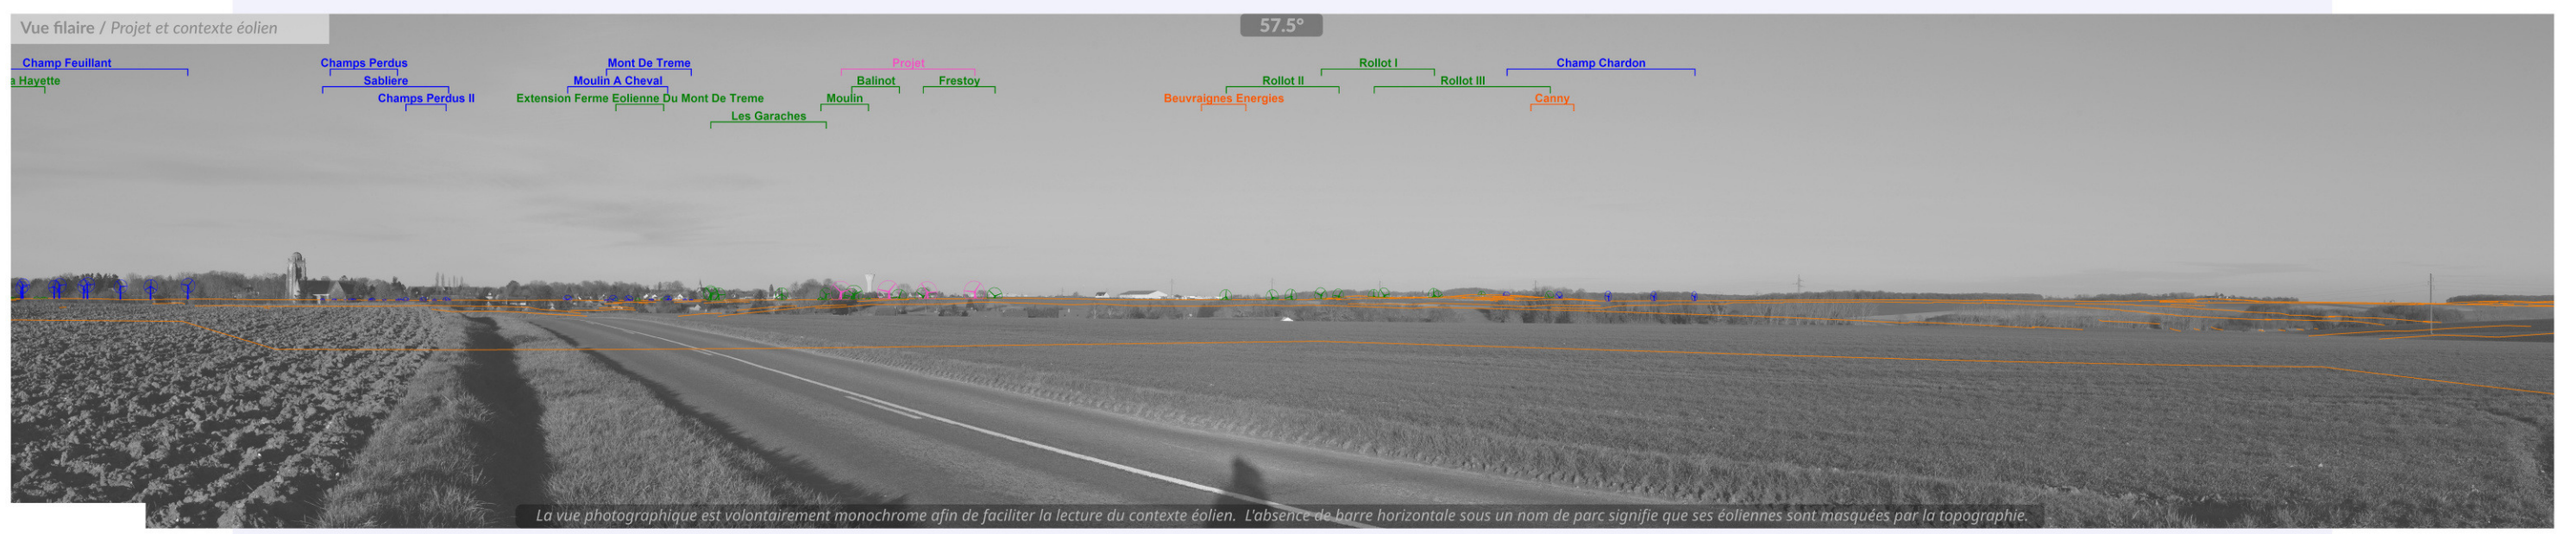 Vue filaire / Projet et contexte éolien
57.5°
Champ Feuillant
Champs Perdus
Mont De Treme
Projet
Rollot I
Champ Chardon
a Hayette
Sabliere
Moulin A Cheval
Balinot
Frestoy
Rollot II
Rollot III
Champs Perdus II
Extension Ferme Eolienne Du Mont De Treme
Moulin
Beuvraignes Energies
Canny
Les Garaches
La vue photographique est volontairement monochrome afin de faciliter la lecture du contexte éolien. L'absence de barre horizontale sous un nom de parc signifie que ses éoliennes sont masquées par la topographie.